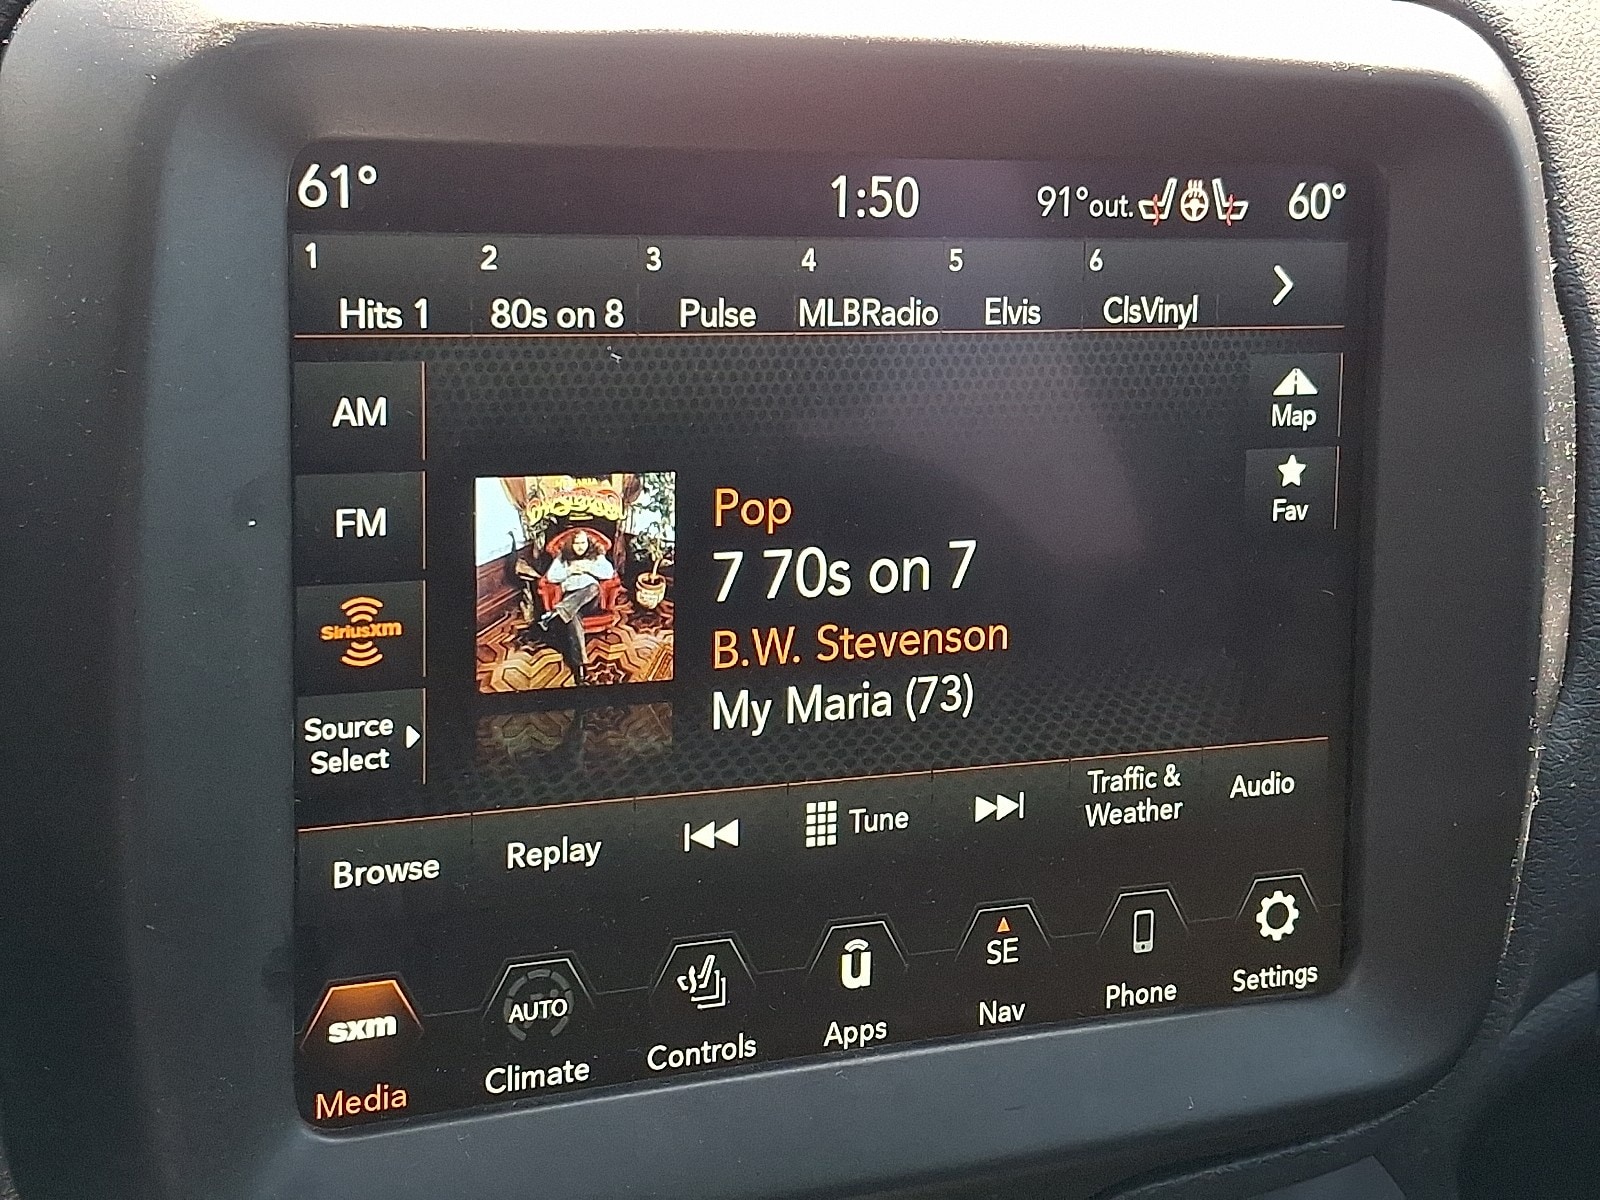 61°
1:50
91°out.
60°
1
2
3
4
5
6
Hits 1
80s on 8
Pulse
MLBRadio
Elvis
ClsVinyl
AM
FM
siriusxm
Source
Select
Pop
7 70s on 7
B.W. Stevenson
My Maria (73)
Map
Fav
Browse
Replay
Tune
Traffic &
Weather
Audio
sxm
Media
AUTO
Climate
Controls
u
Apps
SE
Nav
Phone
Settings